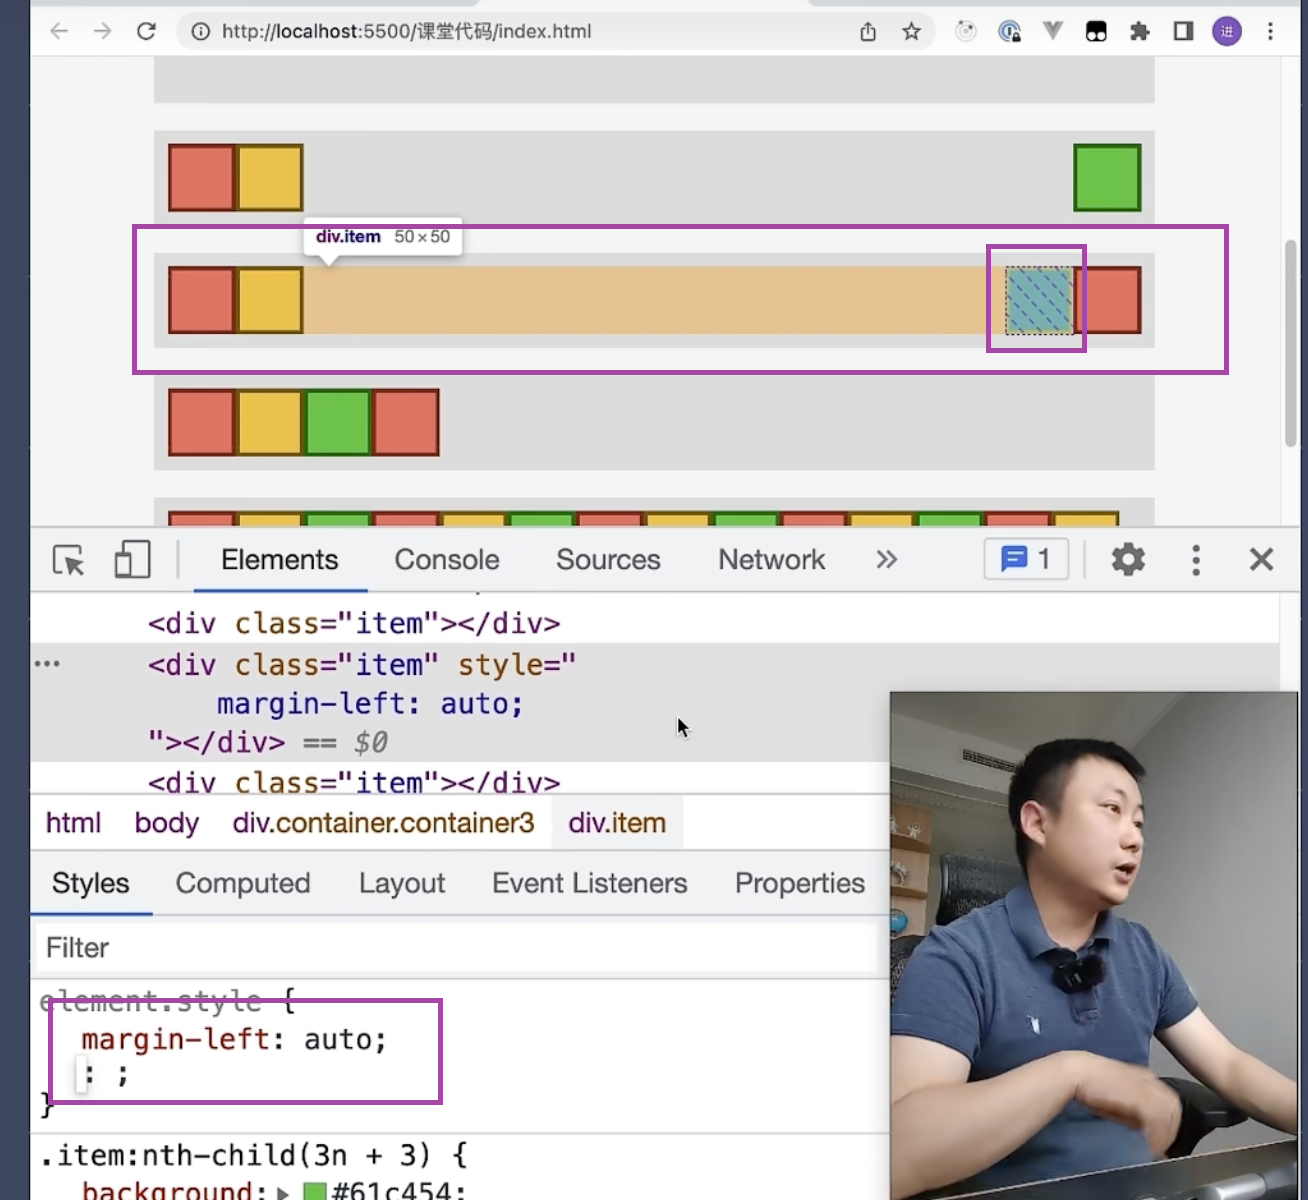 http://localhost:5500/课堂代码/index.html
进
div.item 50×50
Elements Console Sources Network » 1
<div class="item"></div>
... <div class="item" style="
margin-left: auto;
"></div> == $0
<div class="item"></div>
html body div.container.container3 div.item
Styles Computed Layout Event Listeners Properties
Filter
element.style {
margin-left: auto;
: ;
}
.item:nth-child(3n + 3) {
background: #61c454;